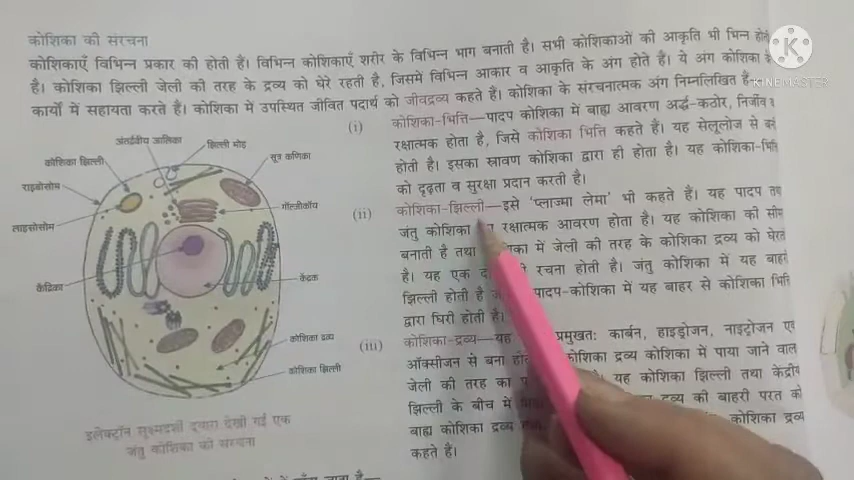 कोशिका की संरचना
कोशिकाएँ विभिन्न प्रकार की होती हैं। विभिन्न कोशिकाएँ शरीर के विभिन्न भाग बनाती हैं। सभी कोशिकाओं की आकृति भी भिन्न होती
है। कोशिका झिल्ली जेली की तरह के द्रव्य को घेरे रहती है, जिसमें विभिन्न आकार व आकृति के अंग होते हैं। ये अंग कोशिका के
कार्यों में सहायता करते हैं। कोशिका में उपस्थित जीवित पदार्थ को जीवद्रव्य कहते हैं। कोशिका के संरचनात्मक अंग निम्नलिखित हैं
KINEMASTER
(i) कोशिका-भित्ति—पादप कोशिका में बाह्य आवरण अर्द्ध-कठोर, निर्जीव व
रक्षात्मक होता है, जिसे कोशिका भित्ति कहते हैं। यह सेलूलोज से बनी
होती है। इसका स्रावण कोशिका द्वारा ही होता है। यह कोशिका-भित्ति
को दृढ़ता व सुरक्षा प्रदान करती है।
(ii) कोशिका-झिल्ली—इसे 'प्लाज्मा लेमा' भी कहते हैं। यह पादप तथा
जंतु कोशिका रक्षात्मक आवरण होता है। यह कोशिका की सीमा
बनाती है तथा में जेली की तरह के कोशिका द्रव्य को घेरती
है। यह एक रचना होती है। जंतु कोशिका में यह बाहरी
झिल्ली होती है पादप-कोशिका में यह बाहर से कोशिका भित्ति
द्वारा घिरी होती है।
(iii) कोशिका-द्रव्य—यह प्रमुखतः कार्बन, हाइड्रोजन, नाइट्रोजन एवं
ऑक्सीजन से बना कोशिका द्रव्य कोशिका में पाया जाने वाला
जेली की तरह का यह कोशिका झिल्ली तथा केंद्रीय
झिल्ली के बीच में द्रव्य की बाहरी परत को
बाह्य कोशिका द्रव्य कोशिका द्रव्य
कहते हैं।
अंतर्द्रवीय जालिका
झिल्ली मोड़
कोशिका झिल्ली
सूत्र कणिका
राइबोसोम
गॉल्जीकॉय
लाइसोसोम
केंद्रिका
केंद्रक
कोशिका द्रव्य
कोशिका झिल्ली
इलेक्ट्रॉन सूक्ष्मदर्शी द्वारा देखी गई एक
जंतु कोशिका की संरचना